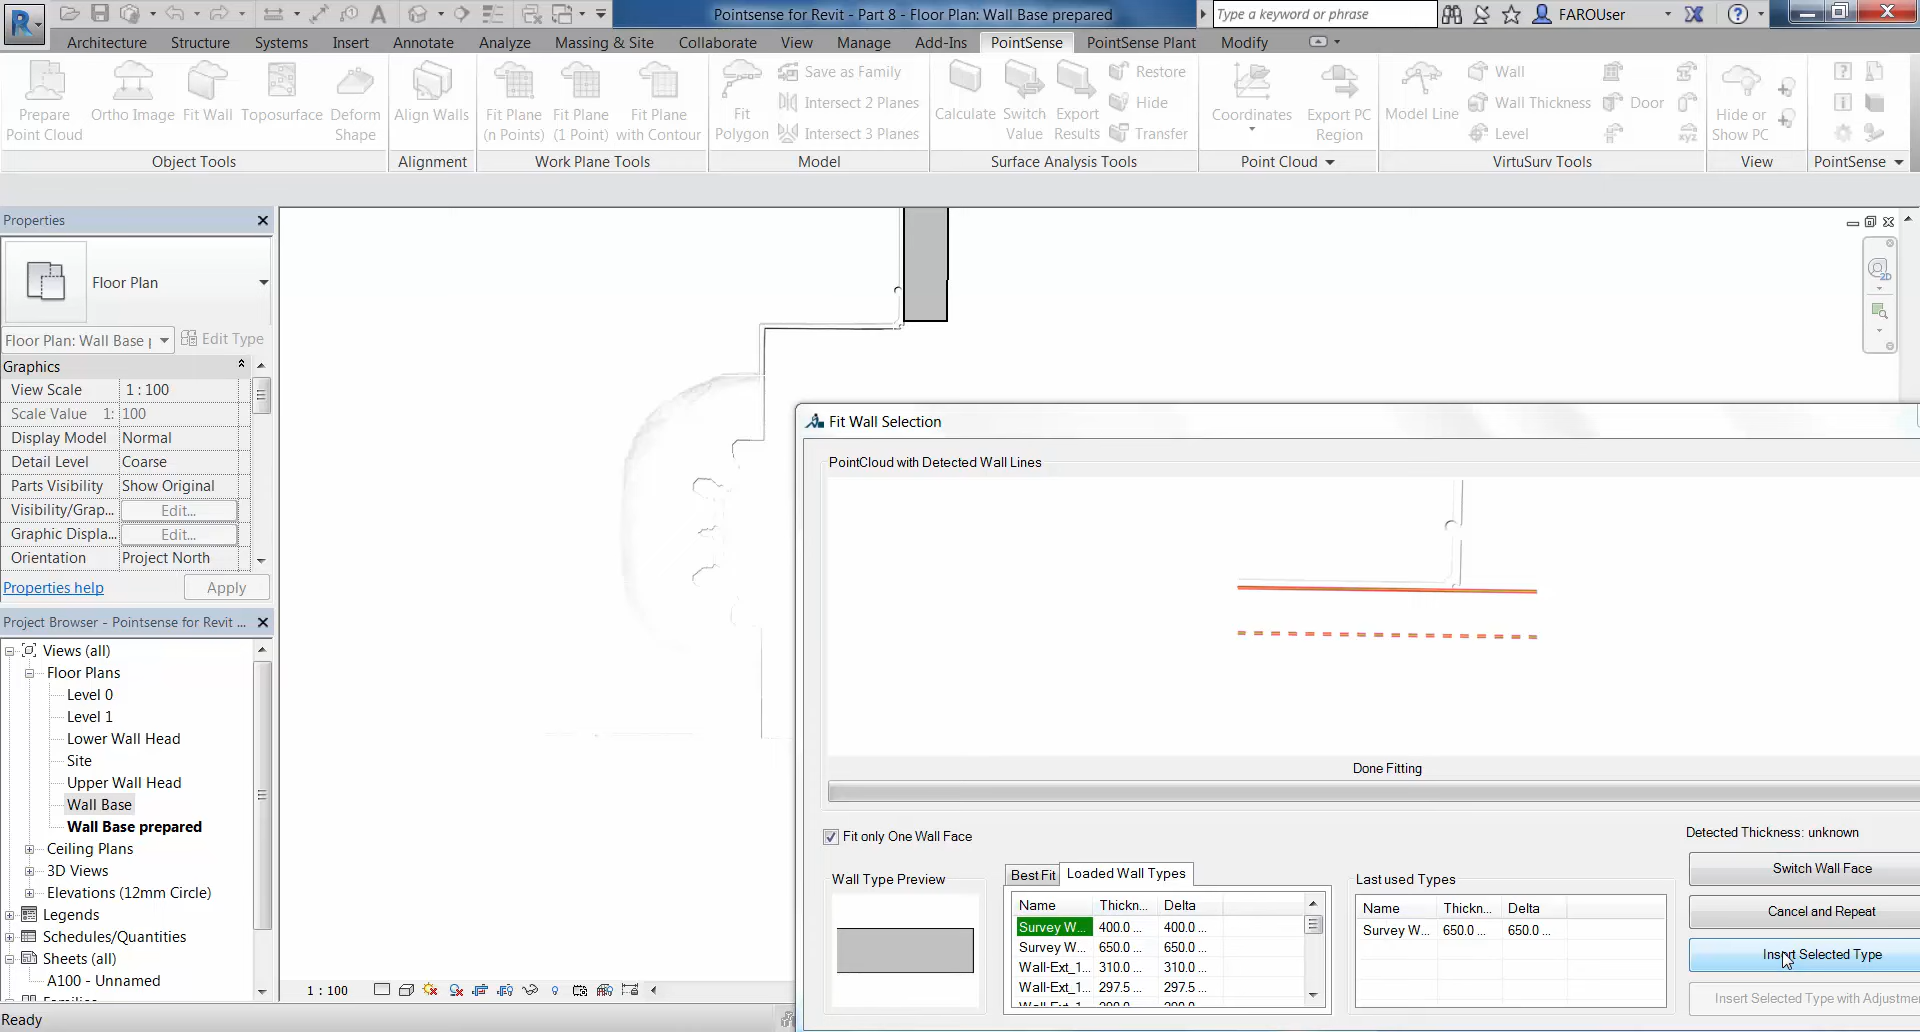 Pointsense for Revit - Part 8 - Floor Plan: Wall Base prepared
Type a keyword or phrase
FAROUser
Architecture Structure Systems Insert Annotate Analyze Massing & Site Collaborate View Manage Add-Ins PointSense PointSense Plant Modify
Prepare Point Cloud
Ortho Image
Fit Wall
Toposurface
Deform Shape
Object Tools
Align Walls
Alignment
Fit Plane (n Points)
Fit Plane (1 Point)
Fit Plane with Contour
Work Plane Tools
Fit Polygon
Save as Family
Intersect 2 Planes
Intersect 3 Planes
Model
Calculate
Switch Value
Export Results
Restore
Hide
Transfer
Surface Analysis Tools
Coordinates
Export PC Region
Point Cloud
Model Line
Wall
Wall Thickness
Level
Door
xyz
VirtuSurv Tools
Hide or Show PC
View
PointSense
Properties
Floor Plan
Floor Plan: Wall Base p
Edit Type
Graphics
View Scale 1 : 100
Scale Value 1: 100
Display Model Normal
Detail Level Coarse
Parts Visibility Show Original
Visibility/Grap... Edit...
Graphic Displa... Edit...
Orientation Project North
Properties help
Apply
Project Browser - Pointsense for Revit ...
Views (all)
Floor Plans
Level 0
Level 1
Lower Wall Head
Site
Upper Wall Head
Wall Base
Wall Base prepared
Ceiling Plans
3D Views
Elevations (12mm Circle)
Legends
Schedules/Quantities
Sheets (all)
A100 - Unnamed
Ready
1 : 100
2D
Fit Wall Selection
PointCloud with Detected Wall Lines
Done Fitting
Fit only One Wall Face
Wall Type Preview
Best Fit
Loaded Wall Types
Name Thickn... Delta
Survey W... 400.0 ... 400.0 ...
Survey W... 650.0 ... 650.0 ...
Wall-Ext_1... 310.0 ... 310.0 ...
Wall-Ext_1... 297.5 ... 297.5 ...
Last used Types
Name Thickn... Delta
Survey W... 650.0 ... 650.0 ...
Detected Thickness: unknown
Switch Wall Face
Cancel and Repeat
Insert Selected Type
Insert Selected Type with Adjustme